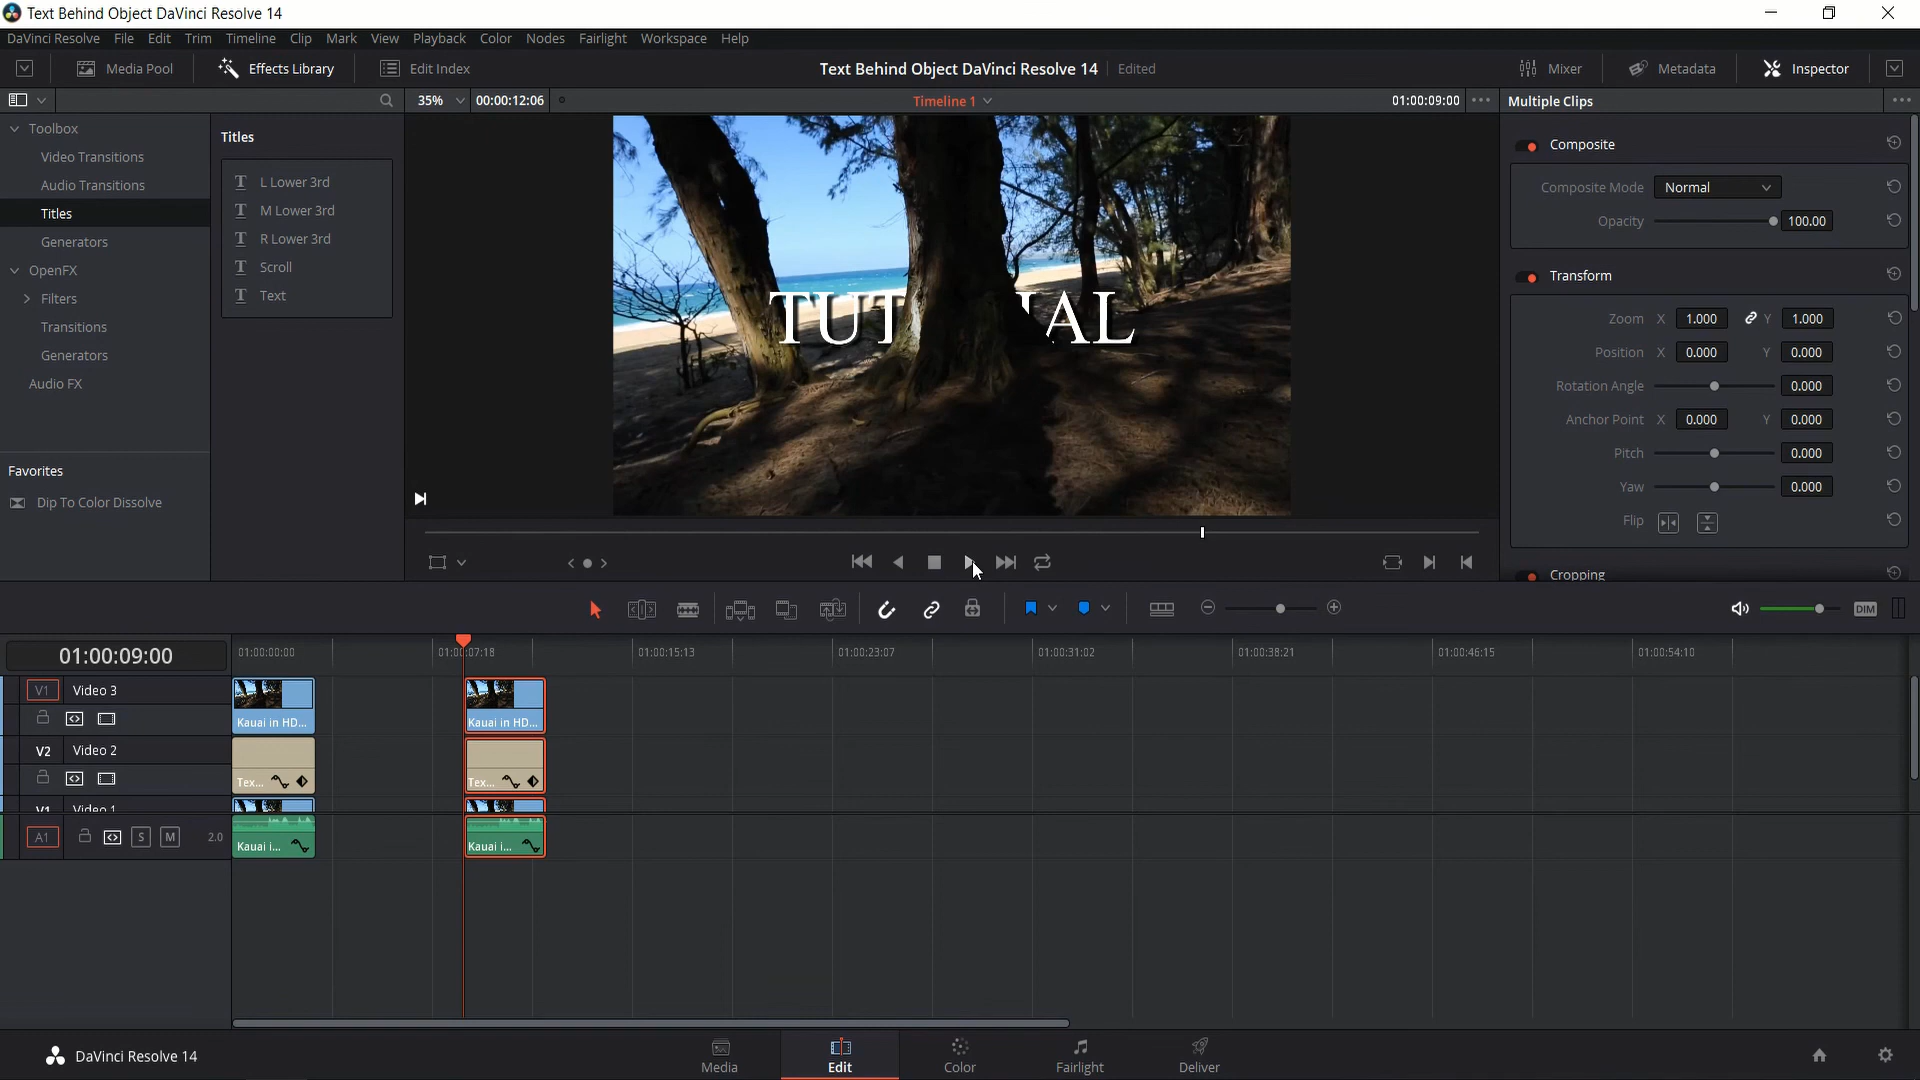 Text Behind Object DaVinci Resolve 14
DaVinci Resolve File Edit Trim Timeline Clip Mark View Playback Color Nodes Fairlight Workspace Help
Media Pool Effects Library Edit Index Text Behind Object DaVinci Resolve 14 Edited Mixer Metadata Inspector
35% 00:00:12:06 Timeline 1 01:00:09:00 Multiple Clips
Toolbox
Video Transitions
Audio Transitions
Titles
Generators
OpenFX
Filters
Transitions
Generators
Audio FX
Favorites
Dip To Color Dissolve
Titles
L Lower 3rd
M Lower 3rd
R Lower 3rd
Scroll
Text
TUT IAL
Composite
Composite Mode Normal
Opacity 100.00
Transform
Zoom X 1.000 Y 1.000
Position X 0.000 Y 0.000
Rotation Angle 0.000
Anchor Point X 0.000 Y 0.000
Pitch 0.000
Yaw 0.000
Flip
Cropping
DIM
01:00:09:00 01:00:00:00 01:00:07:18 01:00:15:13 01:00:23:07 01:00:31:02 01:00:38:21 01:00:46:15 01:00:54:10
V1 Video 3
Kauai in HD... Kauai in HD...
V2 Video 2
Tex... Tex...
V1 Video 1
A1 S M 2.0
Kauai i... Kauai i...
DaVinci Resolve 14
Media Edit Color Fairlight Deliver